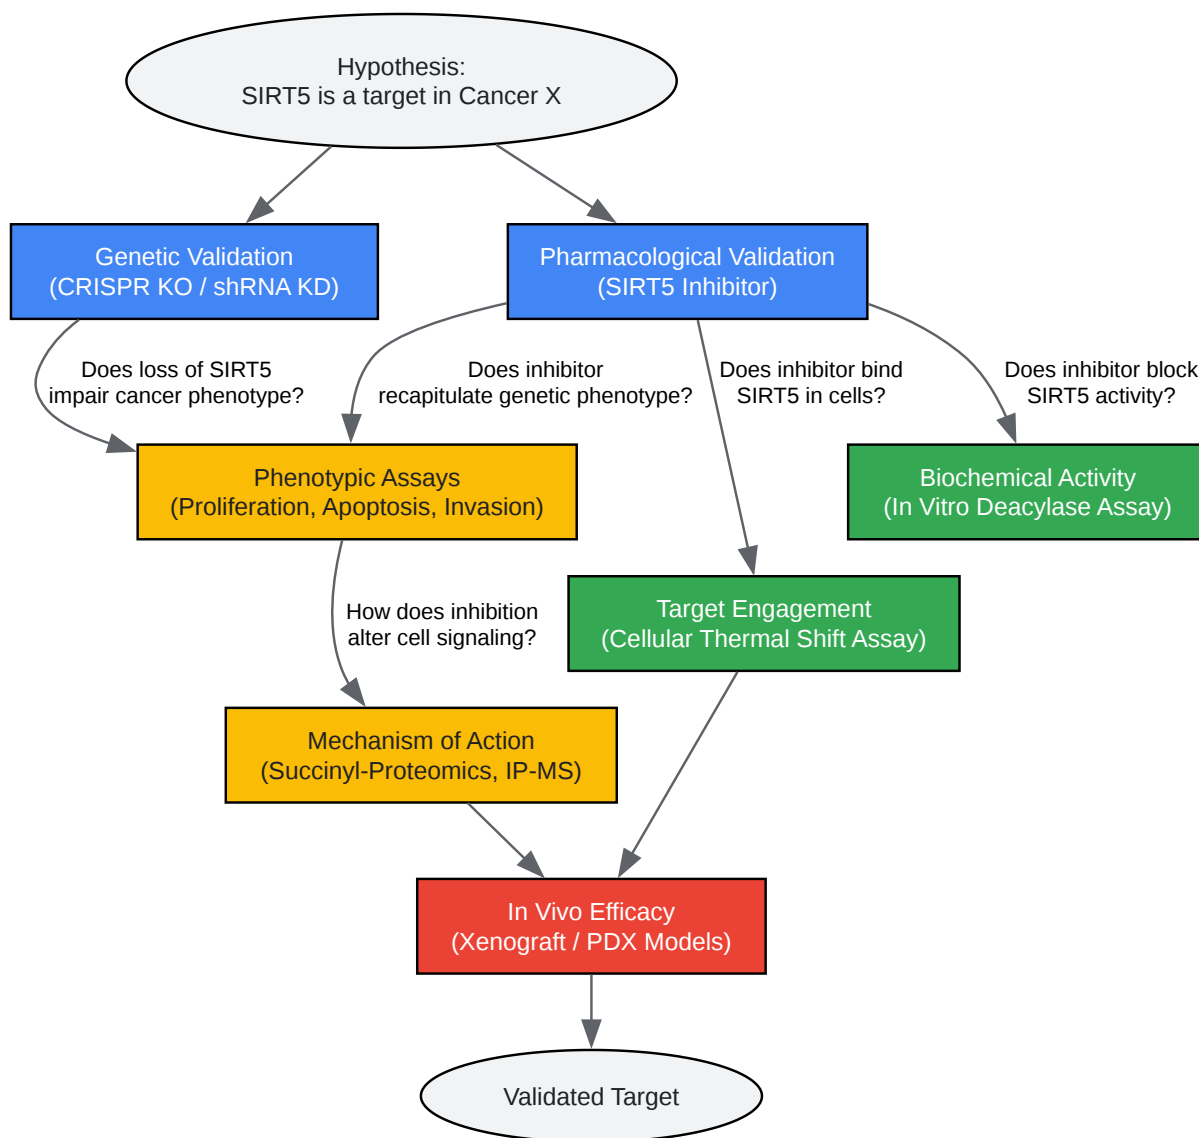 Hypothesis:
SIRT5 is a target in Cancer X
Genetic Validation
(CRISPR KO / shRNA KD)
Pharmacological Validation
(SIRT5 Inhibitor)
Does loss of SIRT5
impair cancer phenotype?
Does inhibitor
recapitulate genetic phenotype?
Does inhibitor bind
SIRT5 in cells?
Does inhibitor block
SIRT5 activity?
Phenotypic Assays
(Proliferation, Apoptosis, Invasion)
Biochemical Activity
(In Vitro Deacylase Assay)
How does inhibition
alter cell signaling?
Target Engagement
(Cellular Thermal Shift Assay)
Mechanism of Action
(Succinyl-Proteomics, IP-MS)
In Vivo Efficacy
(Xenograft / PDX Models)
Validated Target